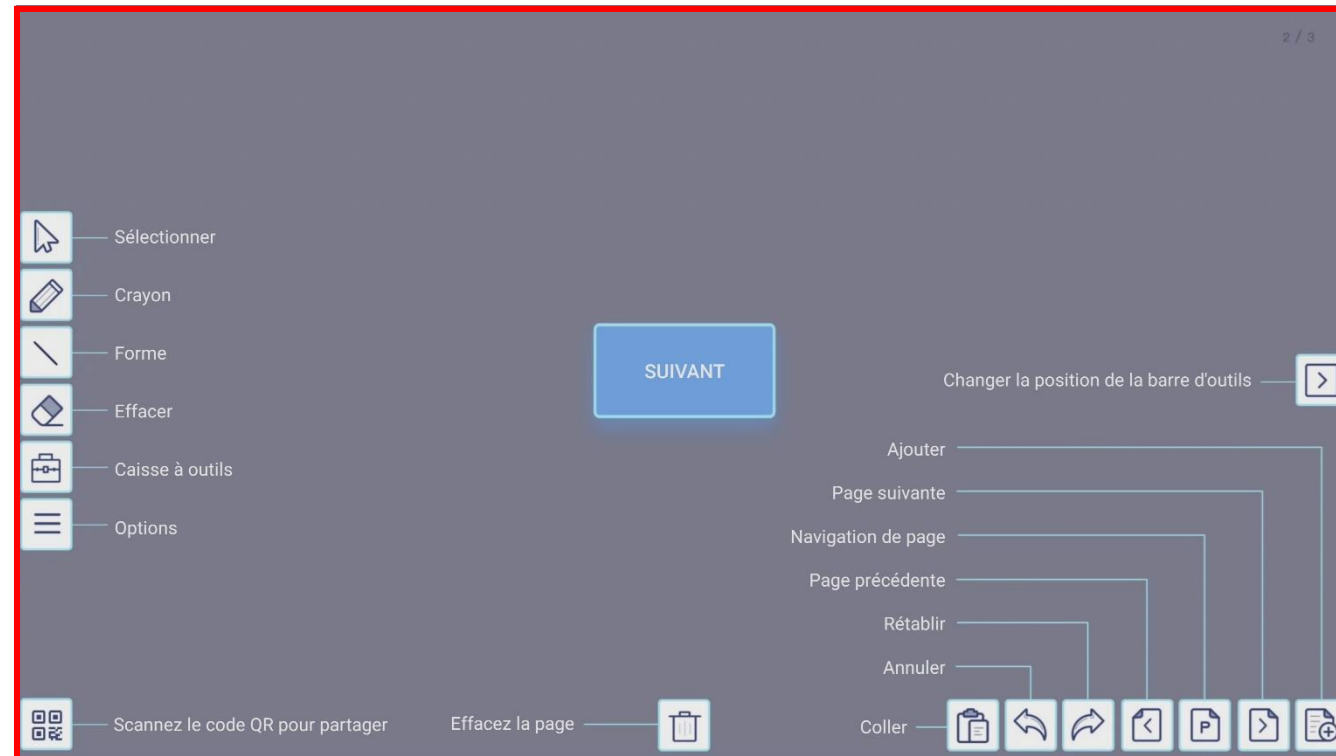 2 / 3
Sélectionner
Crayon
Forme
SUIVANT
Changer la position de la barre d'outils
Effacer
Ajouter
Caisse à outils
Page suivante
Options
Navigation de page
Page précédente
Rétablir
Annuler
Scannez le code QR pour partager
Effacez la page
Coller
P